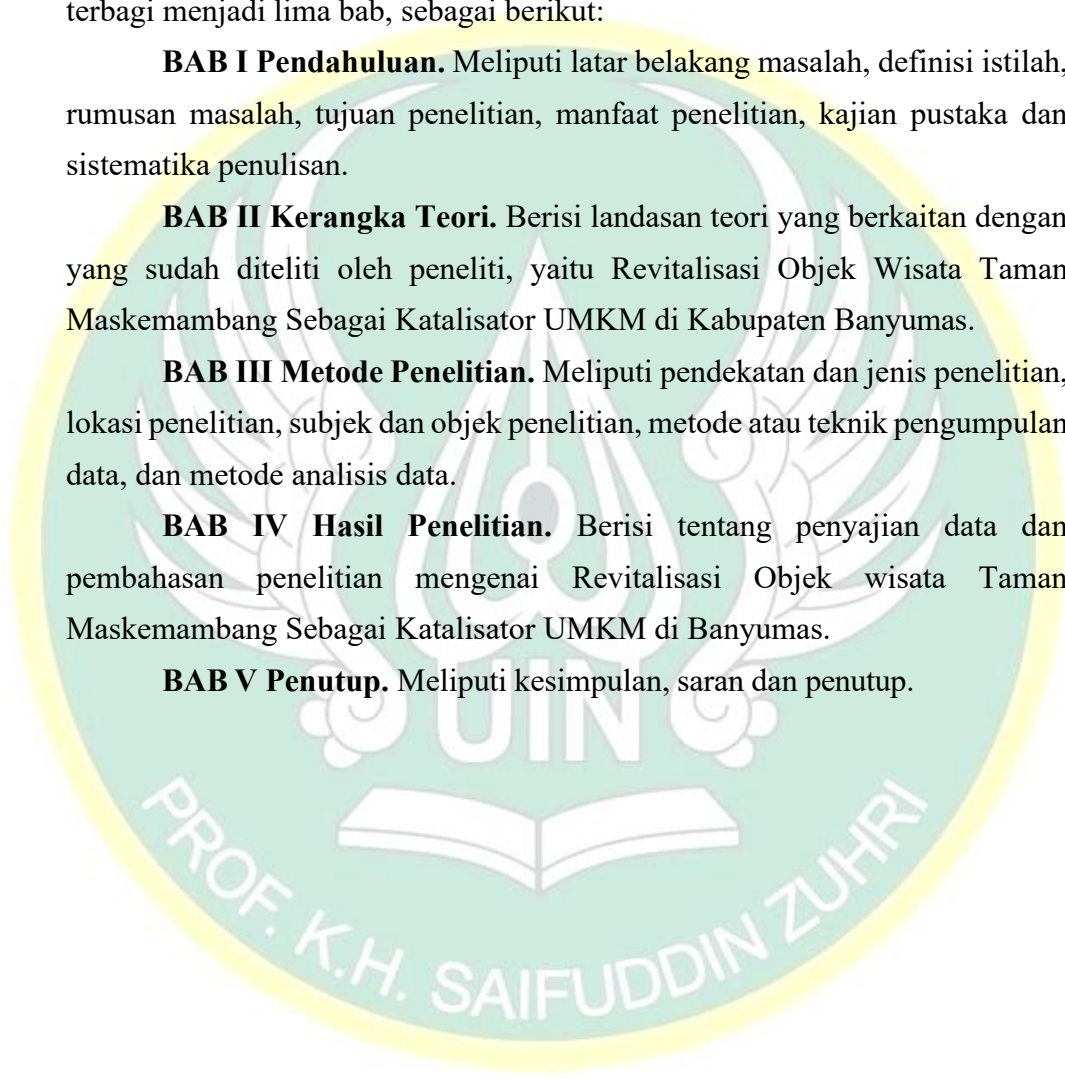 terbagi menjadi lima bab, sebagai berikut:
BAB I Pendahuluan. Meliputi latar belakang masalah, definisi istilah,
rumusan masalah, tujuan penelitian, manfaat penelitian, kajian pustaka dan
sistematika penulisan.
BAB II Kerangka Teori. Berisi landasan teori yang berkaitan dengan
yang sudah diteliti oleh peneliti, yaitu Revitalisasi Objek Wisata Taman
Maskemambang Sebagai Katalisator UMKM di Kabupaten Banyumas.
BAB III Metode Penelitian. Meliputi pendekatan dan jenis penelitian,
lokasi penelitian, subjek dan objek penelitian, metode atau teknik pengumpulan
data, dan metode analisis data.
BAB IV Hasil Penelitian. Berisi tentang penyajian data dan
pembahasan penelitian mengenai Revitalisasi Objek wisata Taman
Maskemambang Sebagai Katalisator UMKM di Banyumas.
BAB V Penutup. Meliputi kesimpulan, saran dan penutup.
UIN
PROF. K.H. SAIFUDDIN ZUHRI